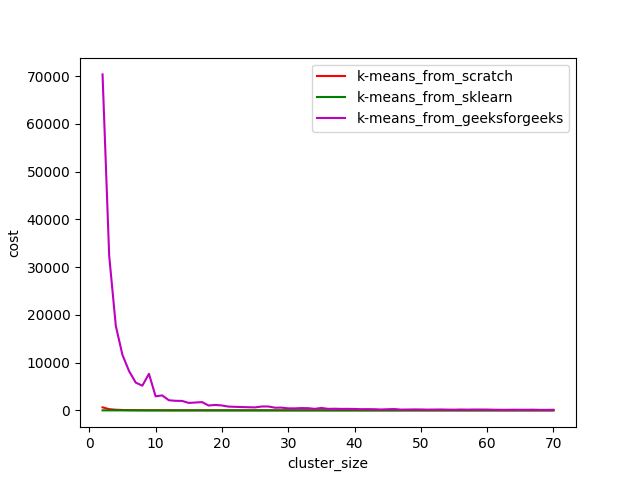 k-means_from_scratch
k-means_from_sklearn
k-means_from_geeksforgeeks
70000
60000
50000
40000
30000
20000
10000
0
cost
0 10 20 30 40 50 60 70
cluster_size